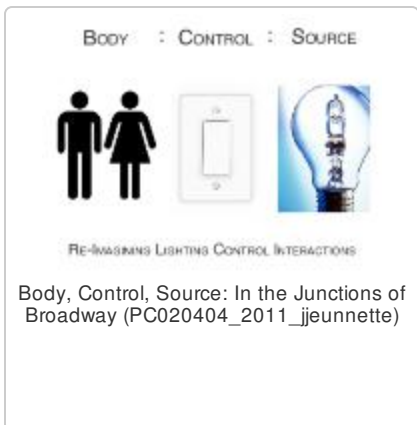 BODY : CONTROL : SOURCE
RE-IMAGINING LIGHTING CONTROL INTERACTIONS
Body, Control, Source: In the Junctions of
Broadway (PC020404_2011_jjeunnette)